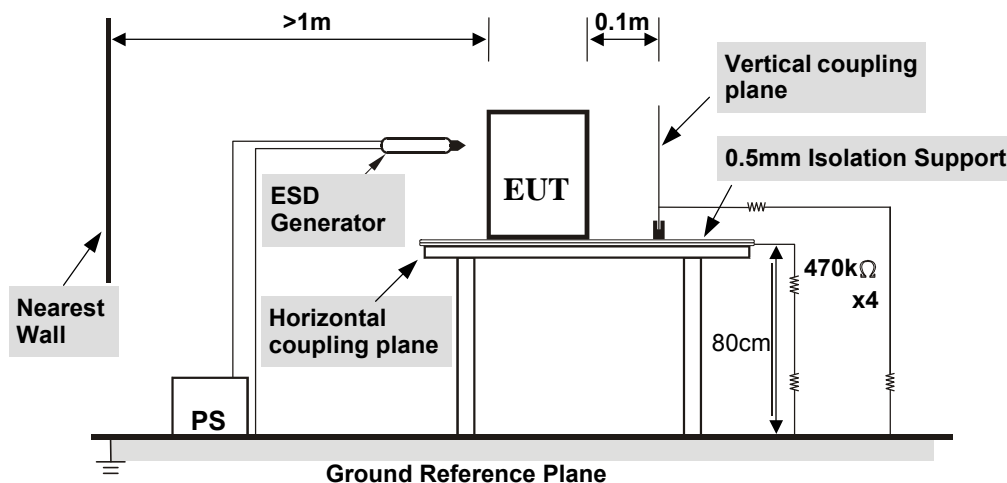 >1m
0.1m
Vertical coupling
plane
0.5mm Isolation Support
ESD
Generator
EUT
Nearest
Wall
Horizontal
coupling plane
470kΩ
x4
80cm
PS
Ground Reference Plane